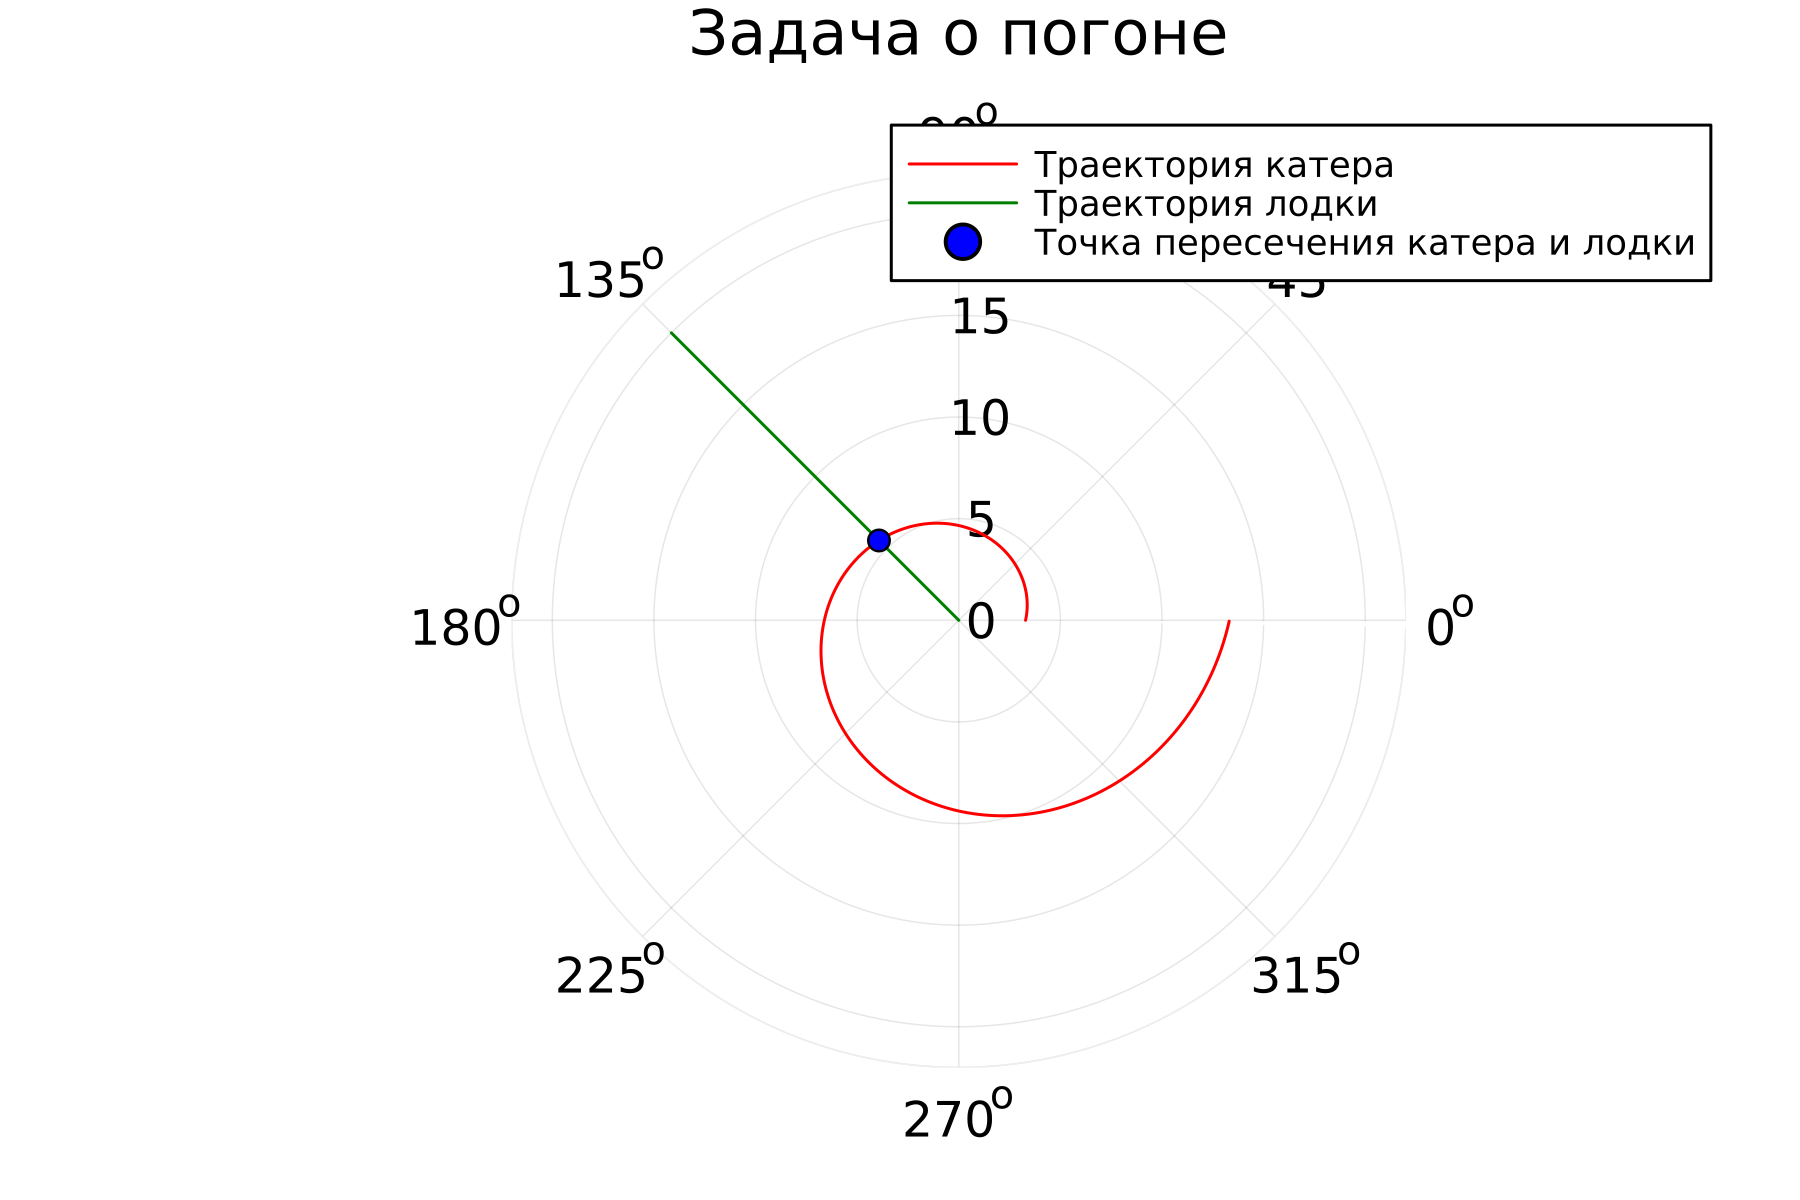 Задача о погоне
Траектория катера
Траектория лодки
Точка пересечения катера и лодки
135°
15
10
5
0
180°
0°
225°
315°
270°